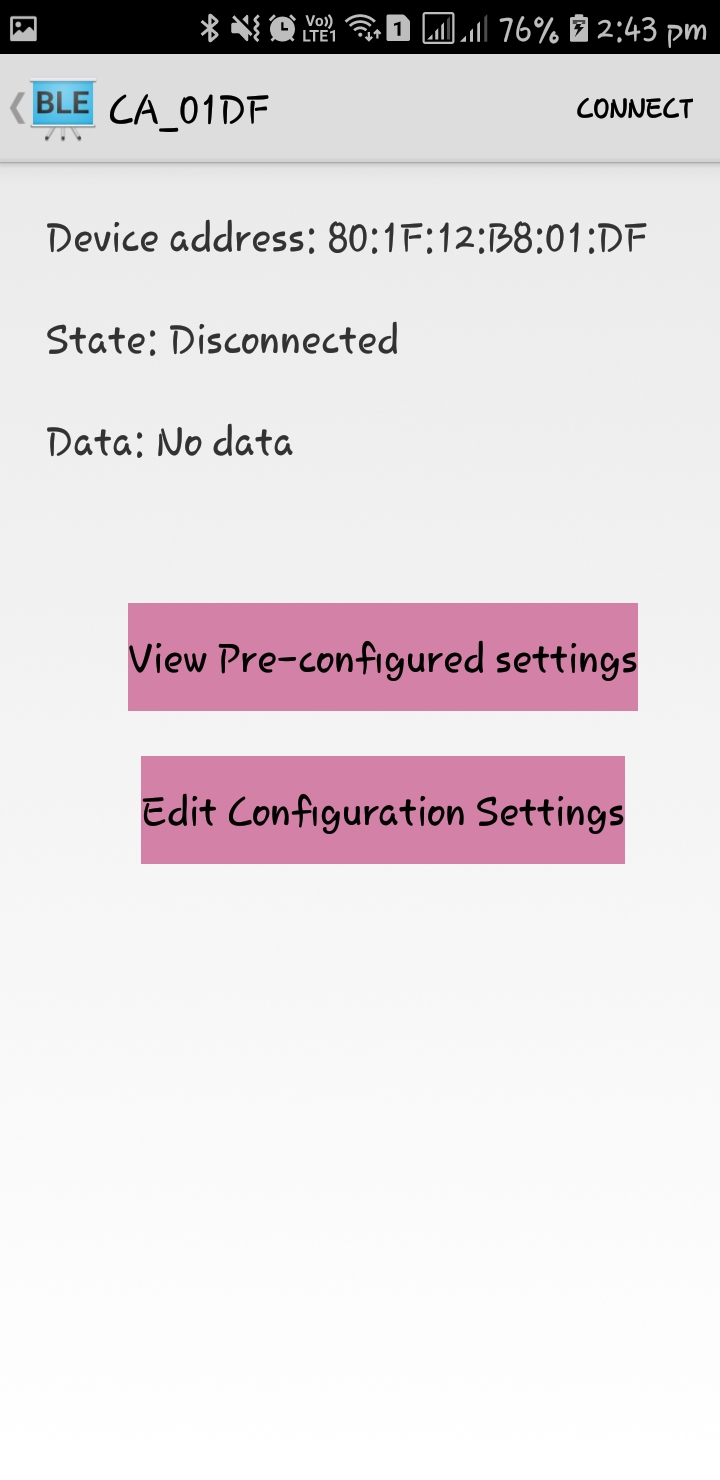 Vo)) LTE1 1 76% 2:43 pm
BLE CA_01DF CONNECT
Device address: 80:1F:12:B8:01:DF
State: Disconnected
Data: No data
View Pre-configured settings
Edit Configuration Settings